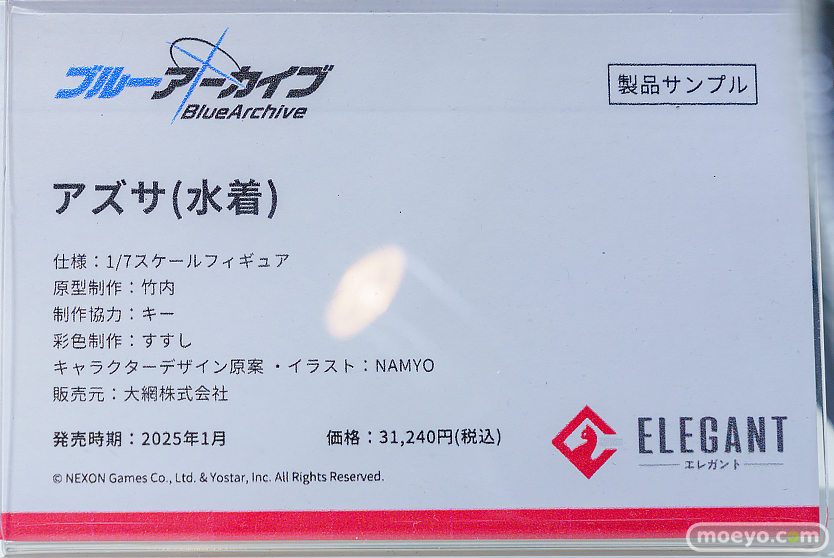 ブルーアーカイブ
BlueArchive
製品サンプル
アズサ(水着)
仕様：1/7スケールフィギュア
原型制作：竹内
制作協力：キー
彩色制作：すすし
キャラクターデザイン原案・イラスト：NAMYO
販売元：大網株式会社
発売時期：2025年1月
価格：31,240円(税込)
ELEGANT
エレガント
© NEXON Games Co., Ltd. & Yostar, Inc. All Rights Reserved.
moeyo.com